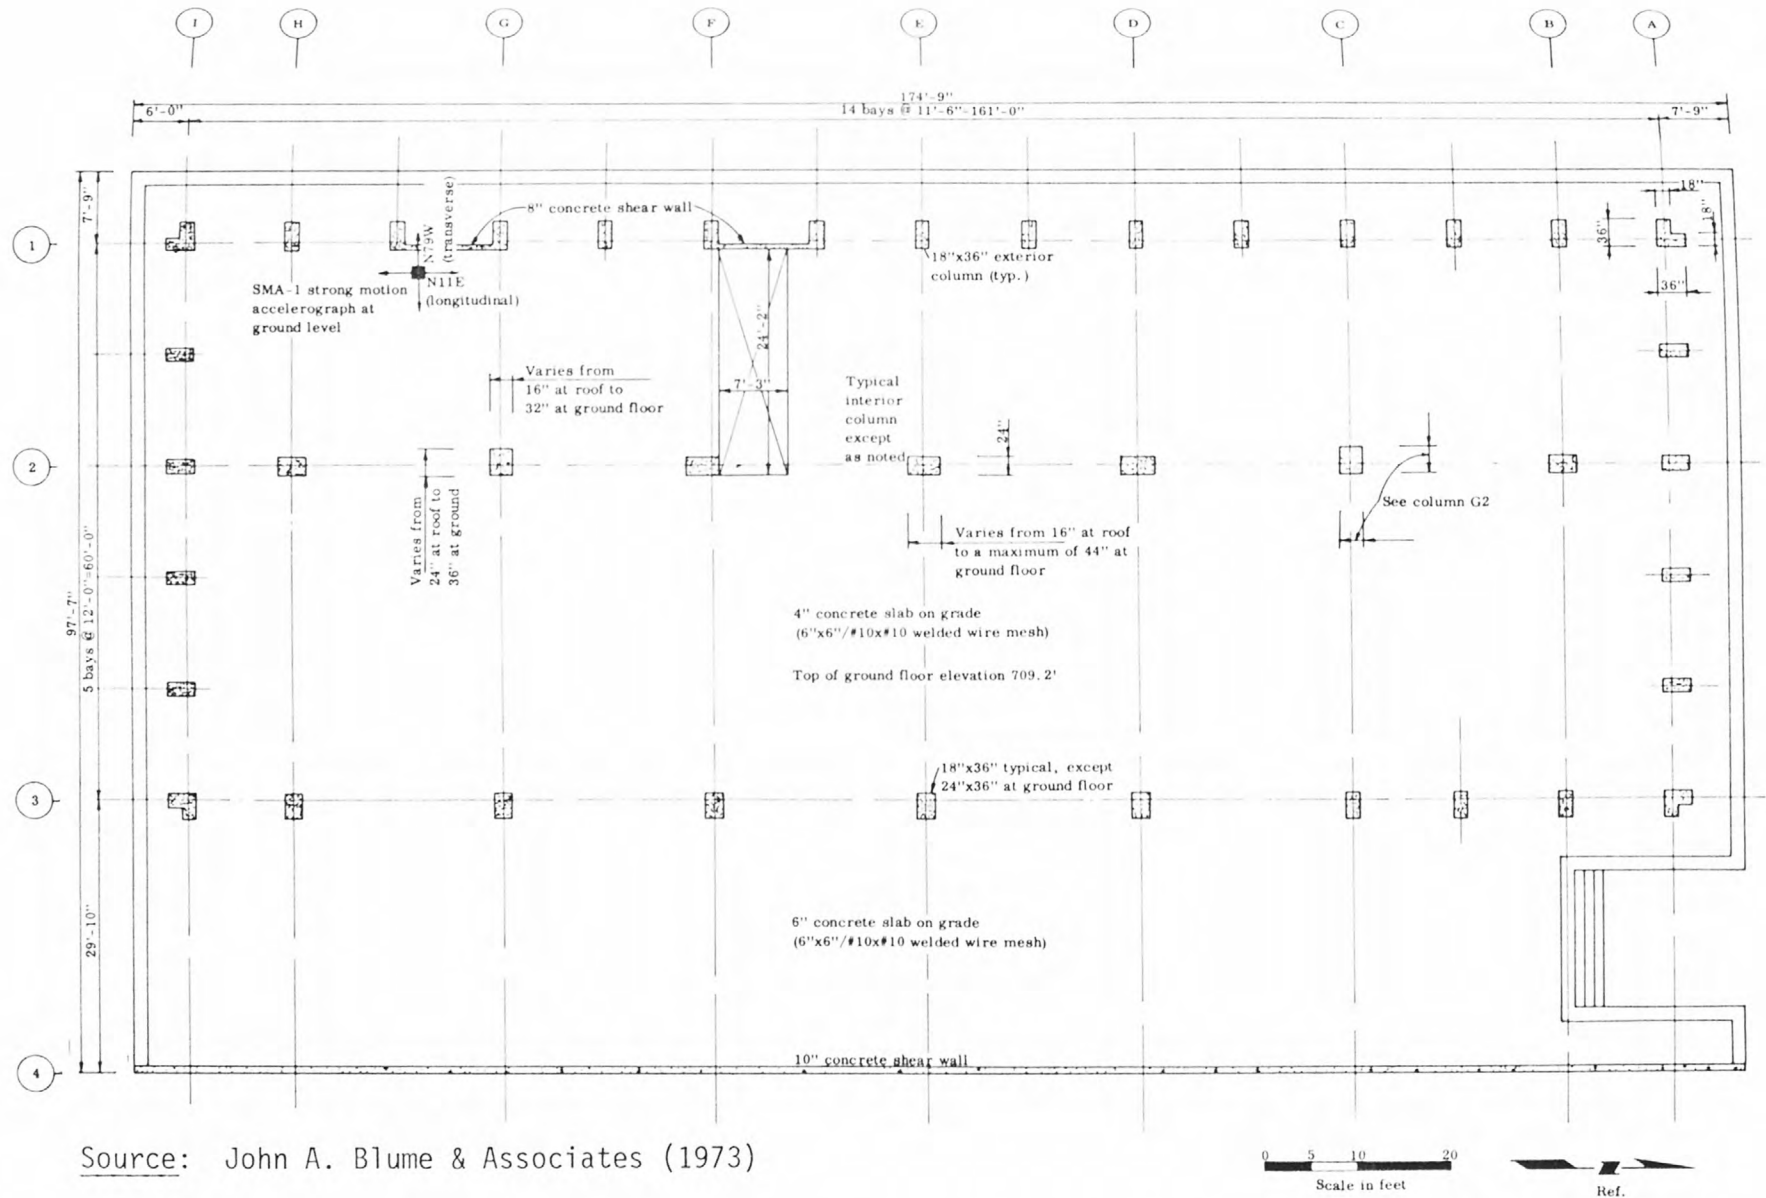 I H G F E D C B A
174'-9"
6'-0" 14 bays @ 11'-6"-161'-0" 7'-9"
7'-9"
18"
18"
36"
36"
1
N79W
(transverse)
8" concrete shear wall
18"x36" exterior
column (typ.)
N11E
(longitudinal)
SMA-1 strong motion
accelerograph at
ground level
24'-2"
7'-3"
Varies from
16" at roof to
32" at ground floor
Typical
interior
column
except
as noted
24"
2
Varies from
24" at roof to
36" at ground
See column G2
Varies from 16" at roof
to a maximum of 44" at
ground floor
97'-7"
5 bays @ 12'-0"=60'-0"
4" concrete slab on grade
(6"x6"/#10x#10 welded wire mesh)
Top of ground floor elevation 709.2'
18"x36" typical, except
24"x36" at ground floor
3
29'-10"
6" concrete slab on grade
(6"x6"/#10x#10 welded wire mesh)
10" concrete shear wall
4
Source: John A. Blume & Associates (1973)
0 5 10 20
Scale in feet
Ref.